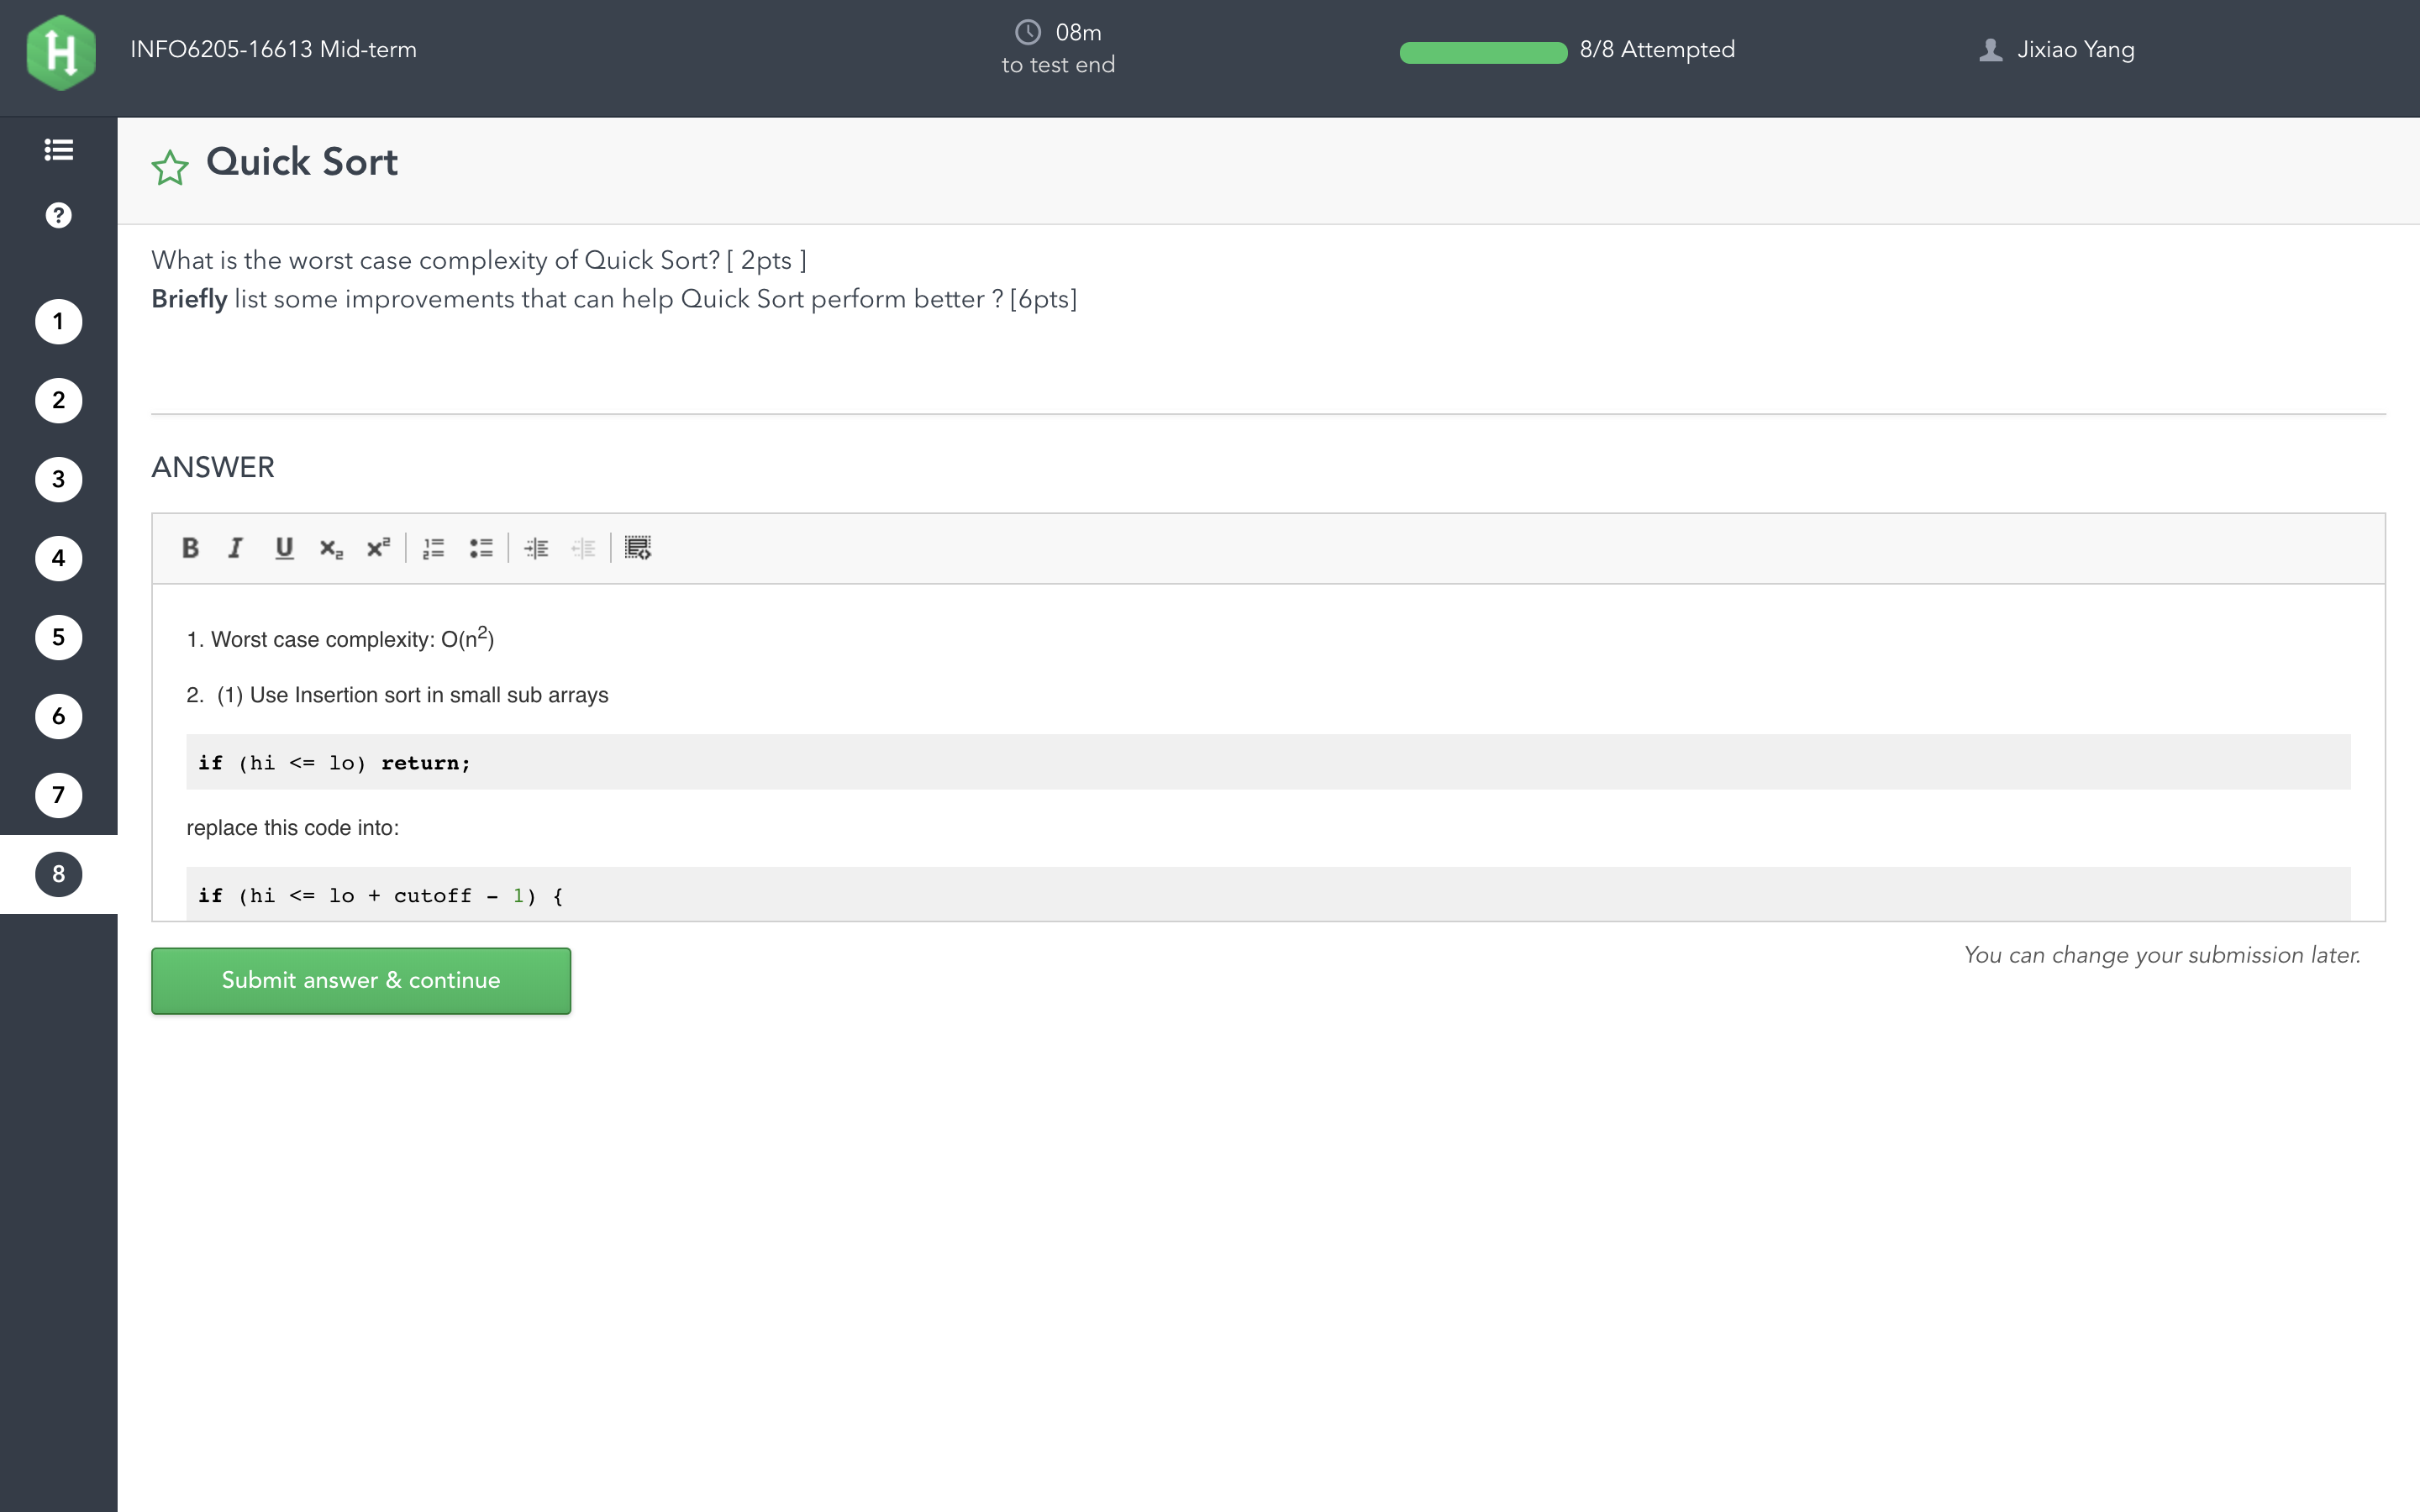 INFO6205-16613 Mid-term
08m
to test end
8/8 Attempted
Jixiao Yang
Quick Sort
What is the worst case complexity of Quick Sort? [ 2pts ]
Briefly list some improvements that can help Quick Sort perform better ? [6pts]
1
2
3
4
5
6
7
8
ANSWER
B I U x₂ x²
1. Worst case complexity: O(n²)
2. (1) Use Insertion sort in small sub arrays
if (hi <= lo) return;
replace this code into:
if (hi <= lo + cutoff - 1) {
Submit answer & continue
You can change your submission later.